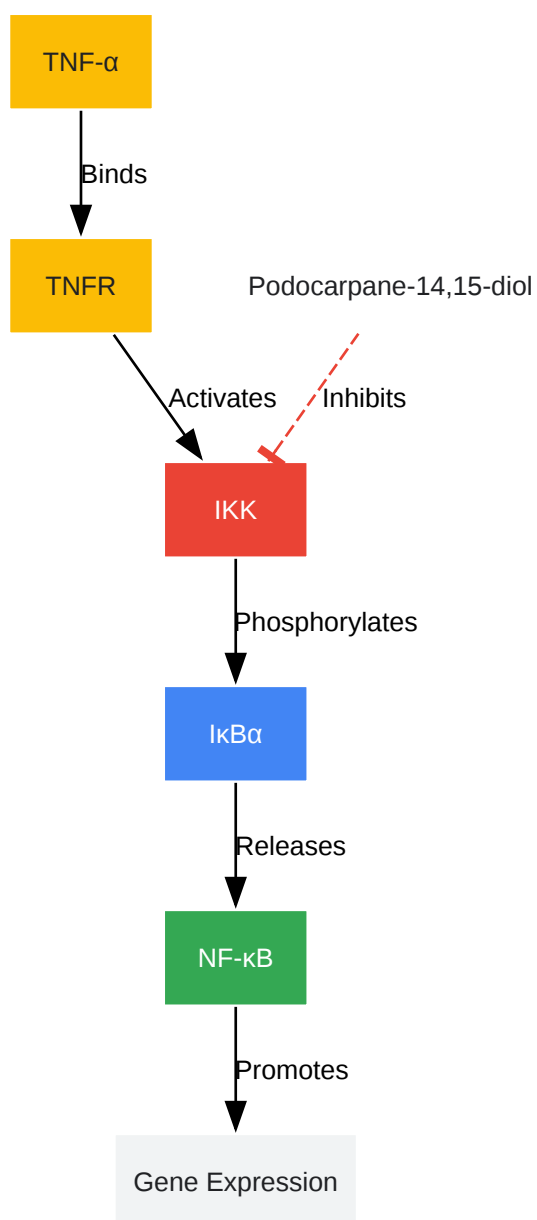 TNF-α
Binds
TNFR
Podocarpane-14,15-diol
Activates
Inhibits
IKK
Phosphorylates
IκBα
Releases
NF-κB
Promotes
Gene Expression